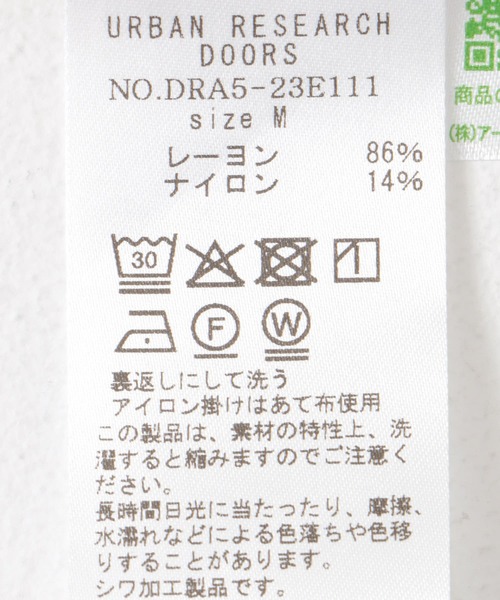 URBAN RESEARCH
DOORS
NO.DRA5-23E111
size M
レーヨン 86%
ナイロン 14%
30
F
W
裏返しにして洗う
アイロン掛けはあて布使用
この製品は、素材の特性上、洗
濯すると縮みますのでご注意く
ださい。
長時間日光に当たったり、摩擦、
水濡れなどによる色落ちや色移
りすることがあります。
シワ加工製品です。
商品の
(株)アー